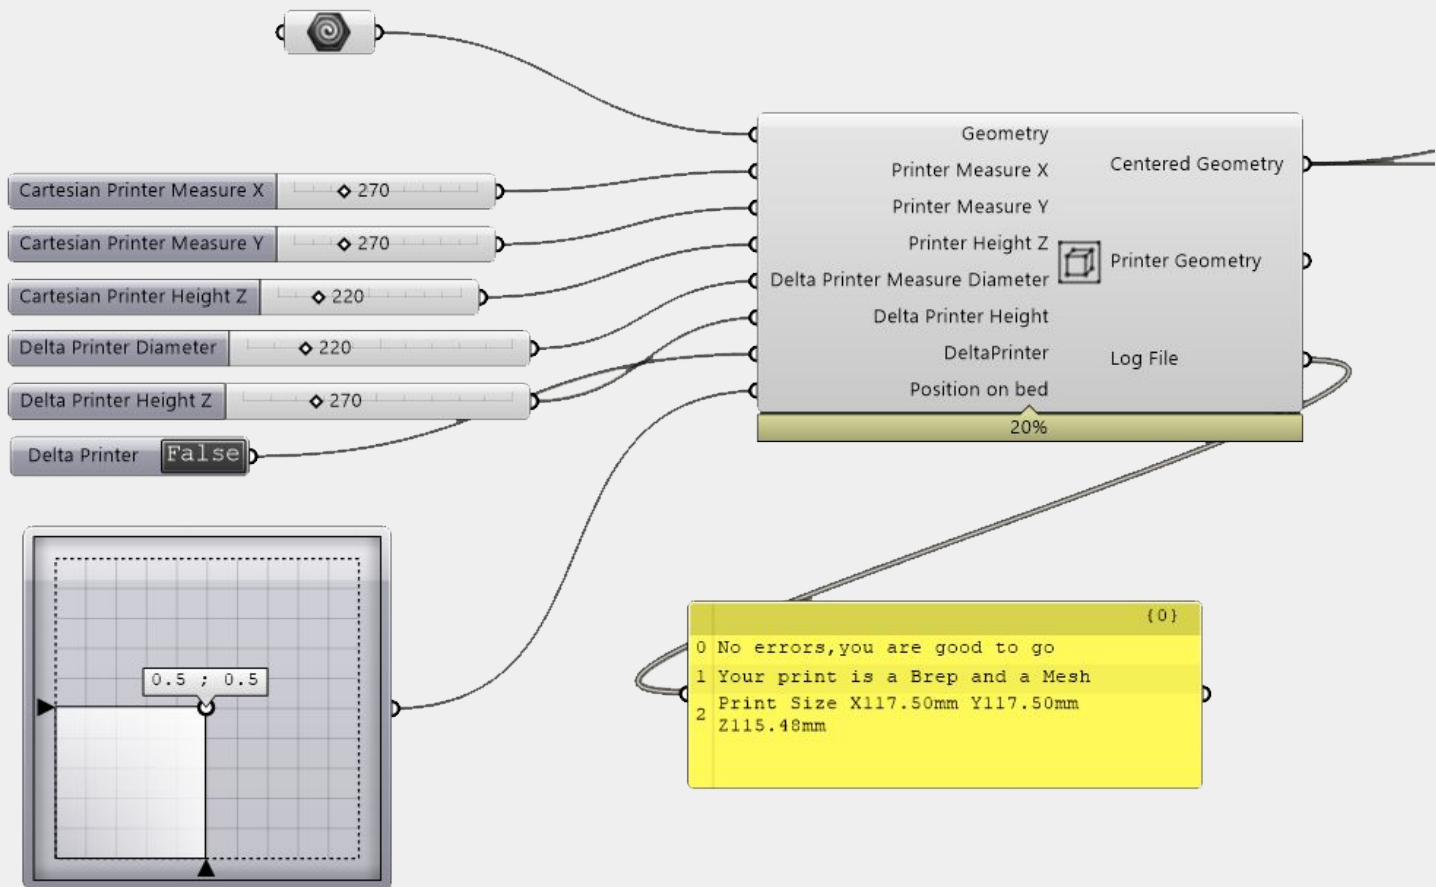 Geometry
Printer Measure X
Printer Measure Y
Printer Height Z
Delta Printer Measure Diameter
Delta Printer Height
DeltaPrinter
Position on bed
Centered Geometry
Printer Geometry
Log File
20%
Cartesian Printer Measure X 270
Cartesian Printer Measure Y 270
Cartesian Printer Height Z 220
Delta Printer Diameter 220
Delta Printer Height Z 270
Delta Printer False
0.5 ; 0.5
{0}
0 No errors,you are good to go
1 Your print is a Brep and a Mesh
2 Print Size X117.50mm Y117.50mm
Z115.48mm